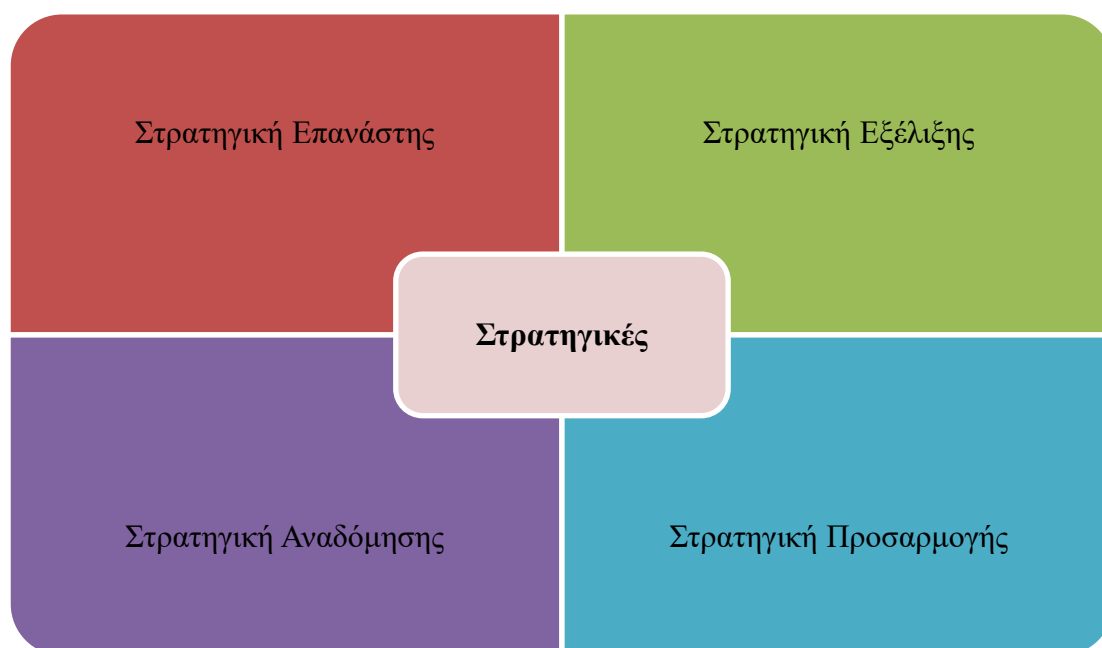 Στρατηγική Επανάστης
Στρατηγική Εξέλιξης
Στρατηγικές
Στρατηγική Αναδόμησης
Στρατηγική Προσαρμογής